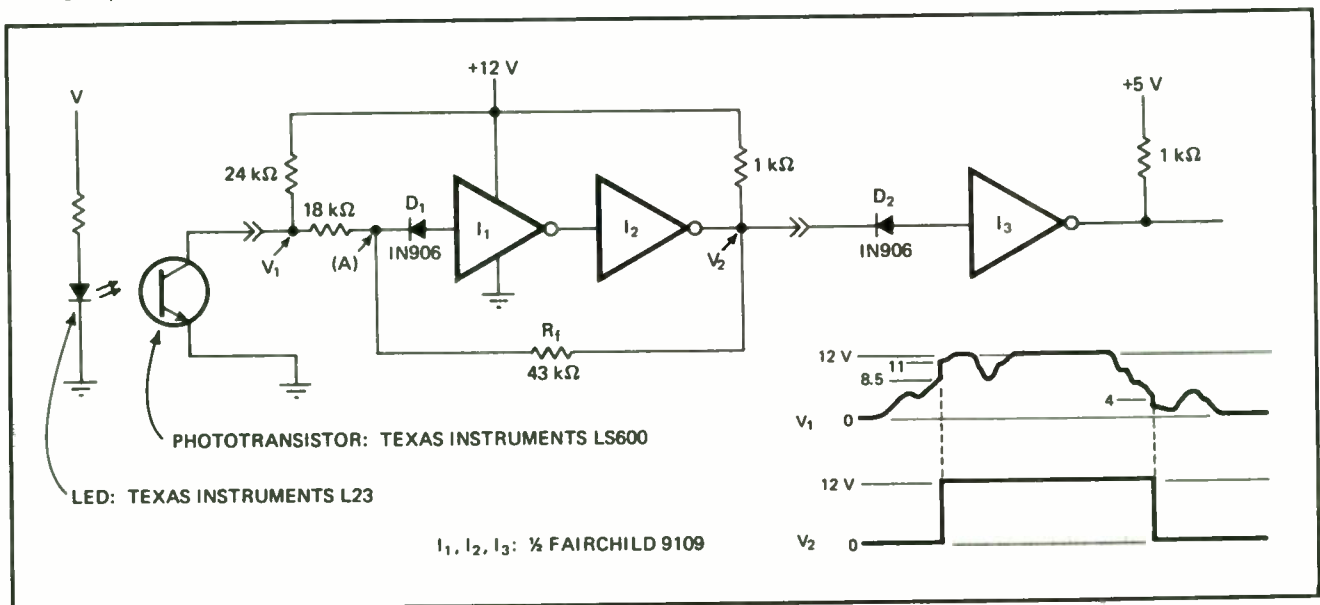 +12 V
+5 V
V
1 kΩ
1 kΩ
24 kΩ
18 kΩ
D₁
D₂
I₁
I₂
I₃
V₁
(A)
IN906
V₂
IN906
R_f
43 kΩ
12 V
11
8.5
4
V₁ 0
PHOTOTRANSISTOR: TEXAS INSTRUMENTS LS600
12 V
LED: TEXAS INSTRUMENTS L23
I₁, I₂, I₃: ½ FAIRCHILD 9109
V₂ 0